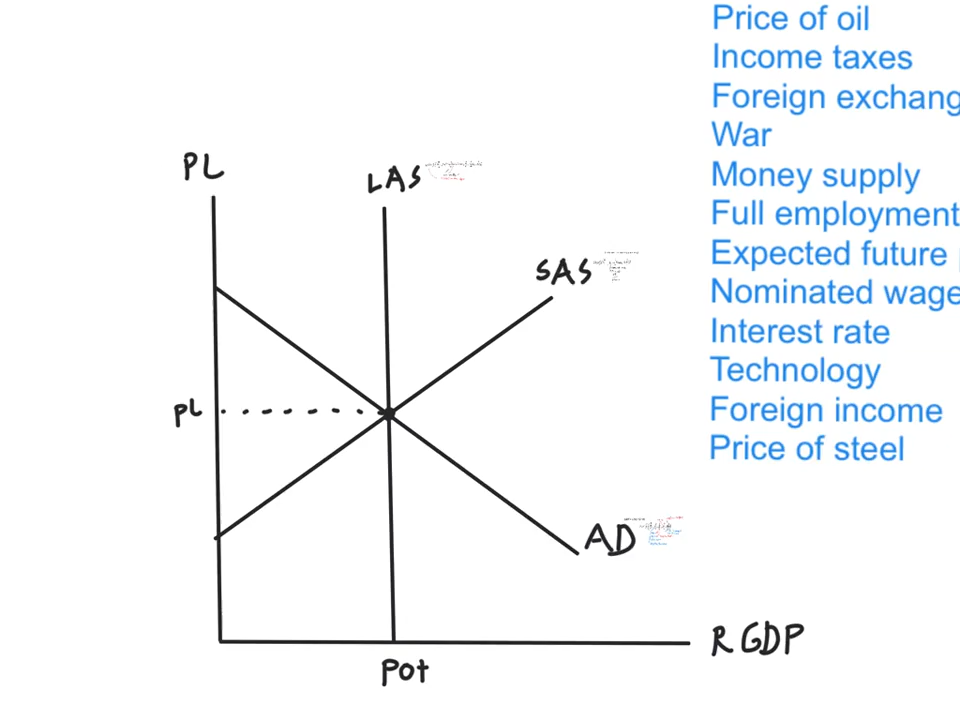 Price of oil
Income taxes
Foreign exchang
War
Money supply
Full employment
Expected future
Nominated wage
Interest rate
Technology
Foreign income
Price of steel
PL
LAS
SAS
PL
AD
RGDP
Pot